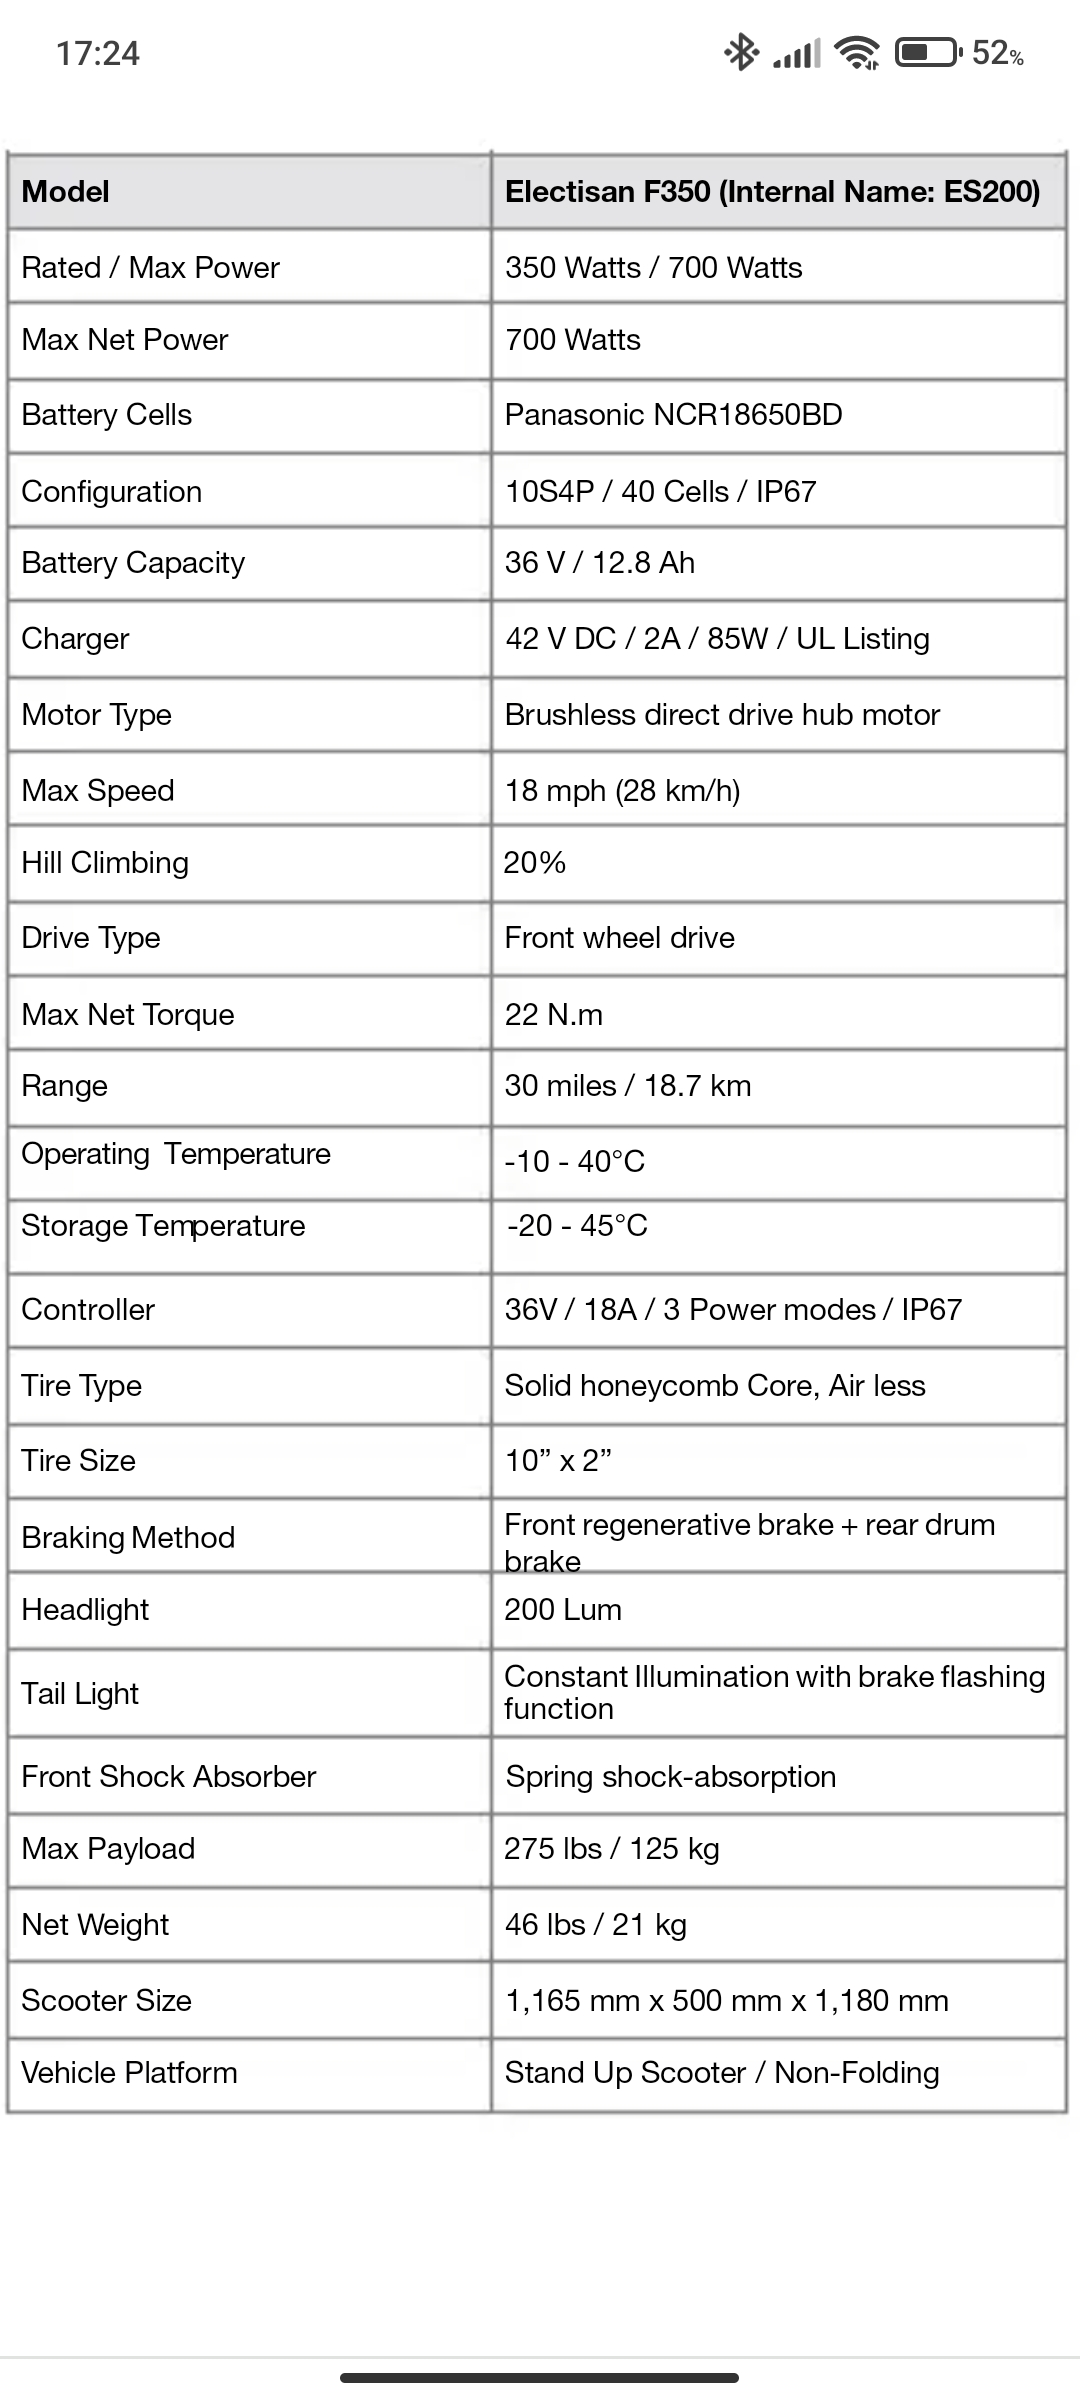 17:24 52%
Model Electisan F350 (Internal Name: ES200)
Rated / Max Power 350 Watts / 700 Watts
Max Net Power 700 Watts
Battery Cells Panasonic NCR18650BD
Configuration 10S4P / 40 Cells / IP67
Battery Capacity 36 V / 12.8 Ah
Charger 42 V DC / 2A / 85W / UL Listing
Motor Type Brushless direct drive hub motor
Max Speed 18 mph (28 km/h)
Hill Climbing 20%
Drive Type Front wheel drive
Max Net Torque 22 N.m
Range 30 miles / 18.7 km
Operating Temperature -10 - 40°C
Storage Temperature -20 - 45°C
Controller 36V / 18A / 3 Power modes / IP67
Tire Type Solid honeycomb Core, Air less
Tire Size 10” x 2”
Braking Method Front regenerative brake + rear drum
brake
Headlight 200 Lum
Tail Light Constant Illumination with brake flashing
function
Front Shock Absorber Spring shock-absorption
Max Payload 275 lbs / 125 kg
Net Weight 46 lbs / 21 kg
Scooter Size 1,165 mm x 500 mm x 1,180 mm
Vehicle Platform Stand Up Scooter / Non-Folding